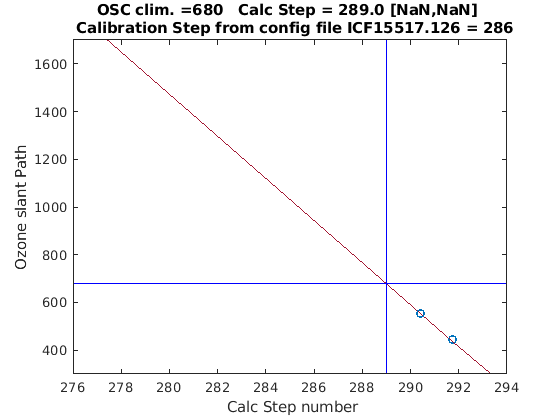 OSC clim. =680 Calc Step = 289.0 [NaN,NaN]
Calibration Step from config file ICF15517.126 = 286
1600
1400
1200
1000
800
600
400
Ozone slant Path
276 278 280 282 284 286 288 290 292 294
Calc Step number